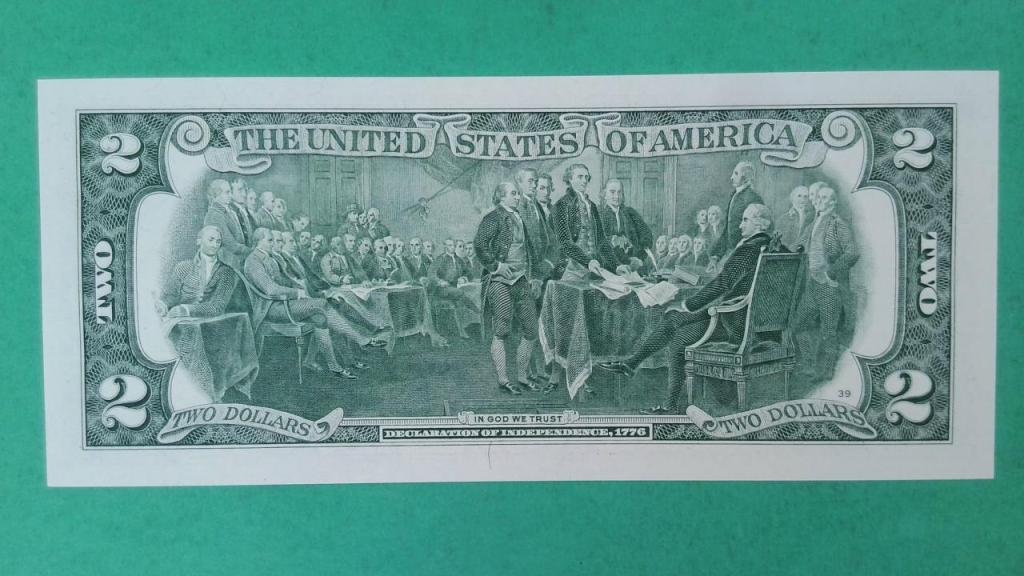 2 THE UNITED STATES OF AMERICA 2
TWO TWO
39
2 TWO DOLLARS IN GOD WE TRUST TWO DOLLARS 2
DECLARATION OF INDEPENDENCE, 1776